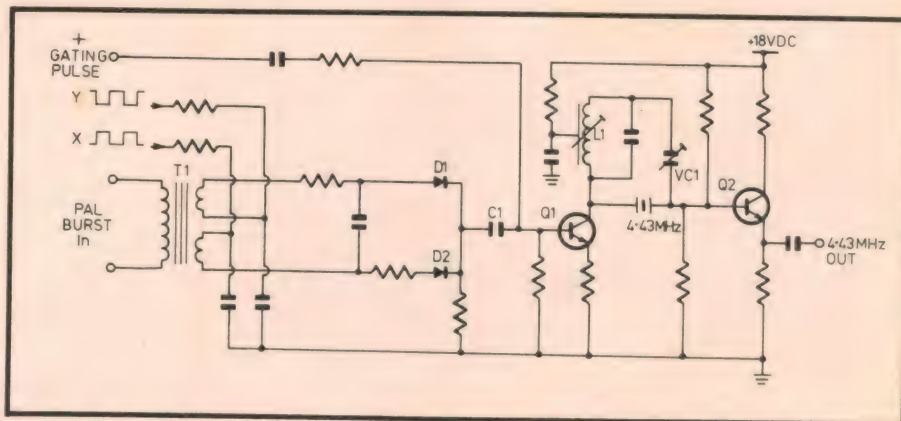 +
GATING
PULSE
Y
X
T1
PAL
BURST
In
D1
D2
C1
Q1
L1
VC1
4·43MHz
+18VDC
Q2
4·43MHz
OUT